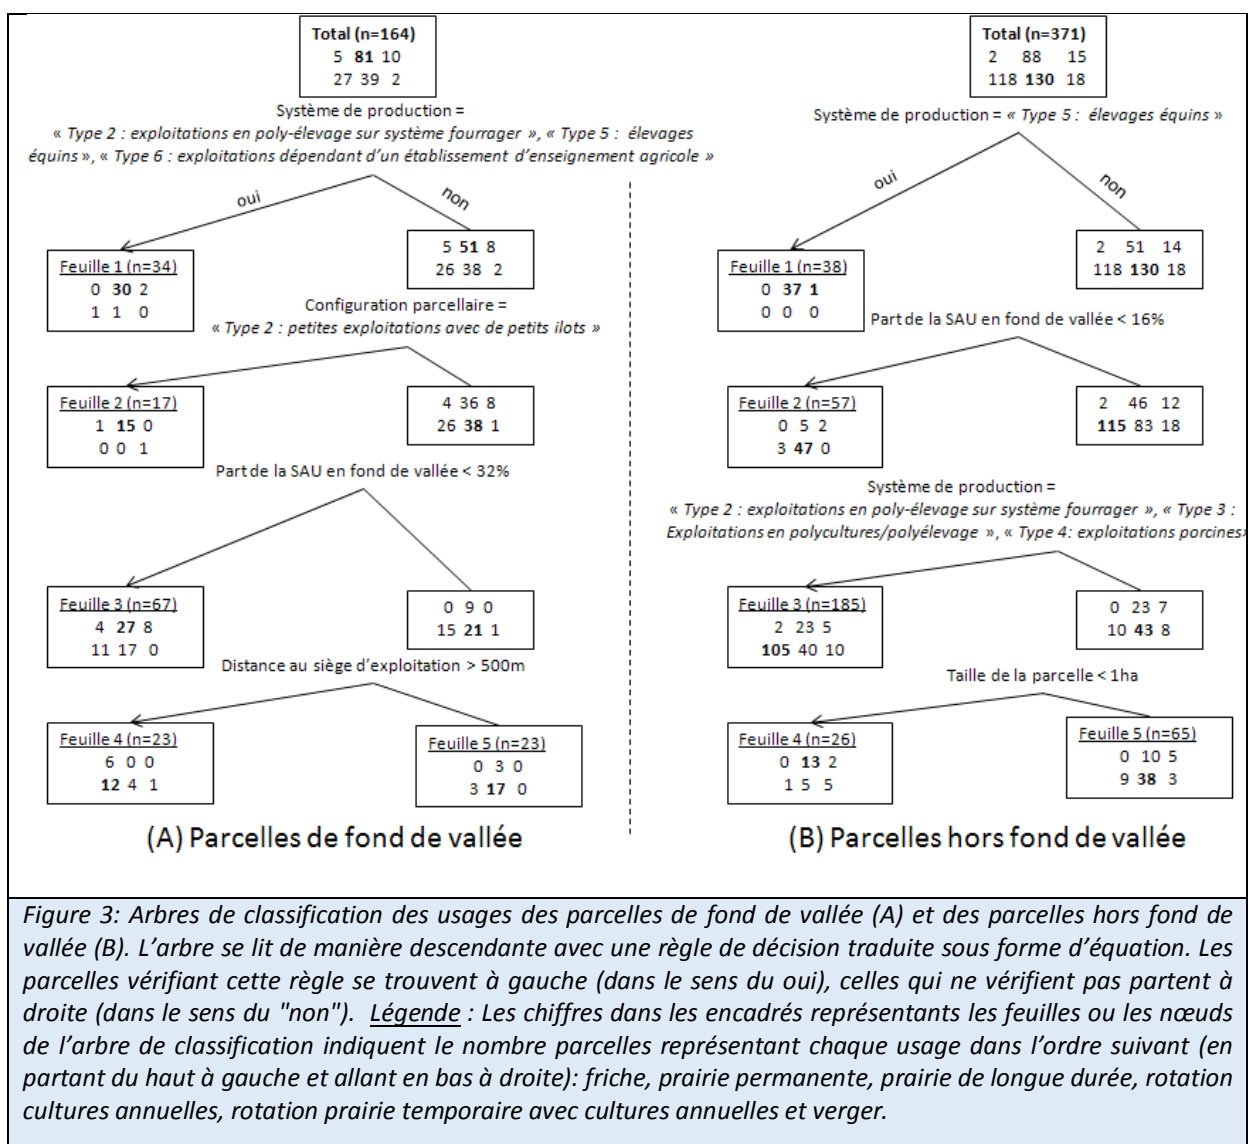 Total (n=164)
5 81 10
27 39 2
Système de production =
« Type 2 : exploitations en poly-élevage sur système fourrager », « Type 5 : élevages
équins », « Type 6 : exploitations dépendant d’un établissement d’enseignement agricole »
oui
non
Feuille 1 (n=34)
0 30 2
1 1 0
5 51 8
26 38 2
Configuration parcellaire =
« Type 2 : petites exploitations avec de petits ilots »
Feuille 2 (n=17)
1 15 0
0 0 1
4 36 8
26 38 1
Part de la SAU en fond de vallée < 32%
Feuille 3 (n=67)
4 27 8
11 17 0
0 9 0
15 21 1
Distance au siège d’exploitation > 500m
Feuille 4 (n=23)
6 0 0
12 4 1
Feuille 5 (n=23)
0 3 0
3 17 0
(A) Parcelles de fond de vallée
Total (n=371)
2 88 15
118 130 18
Système de production = « Type 5 : élevages équins »
oui
non
Feuille 1 (n=38)
0 37 1
0 0 0
2 51 14
118 130 18
Part de la SAU en fond de vallée < 16%
Feuille 2 (n=57)
0 5 2
3 47 0
2 46 12
115 83 18
Système de production =
« Type 2 : exploitations en poly-élevage sur système fourrager », « Type 3 :
Exploitations en polycultures/polyélevage », « Type 4: exploitations porcines»
Feuille 3 (n=185)
2 23 5
105 40 10
0 23 7
10 43 8
Taille de la parcelle < 1ha
Feuille 4 (n=26)
0 13 2
1 5 5
Feuille 5 (n=65)
0 10 5
9 38 3
(B) Parcelles hors fond de vallée
Figure 3: Arbres de classification des usages des parcelles de fond de vallée (A) et des parcelles hors fond de
vallée (B). L’arbre se lit de manière descendante avec une règle de décision traduite sous forme d’équation. Les
parcelles vérifiant cette règle se trouvent à gauche (dans le sens du oui), celles qui ne vérifient pas partent à
droite (dans le sens du "non"). Légende : Les chiffres dans les encadrés représentants les feuilles ou les nœuds
de l’arbre de classification indiquent le nombre parcelles représentant chaque usage dans l’ordre suivant (en
partant du haut à gauche et allant en bas à droite): friche, prairie permanente, prairie de longue durée, rotation
cultures annuelles, rotation prairie temporaire avec cultures annuelles et verger.